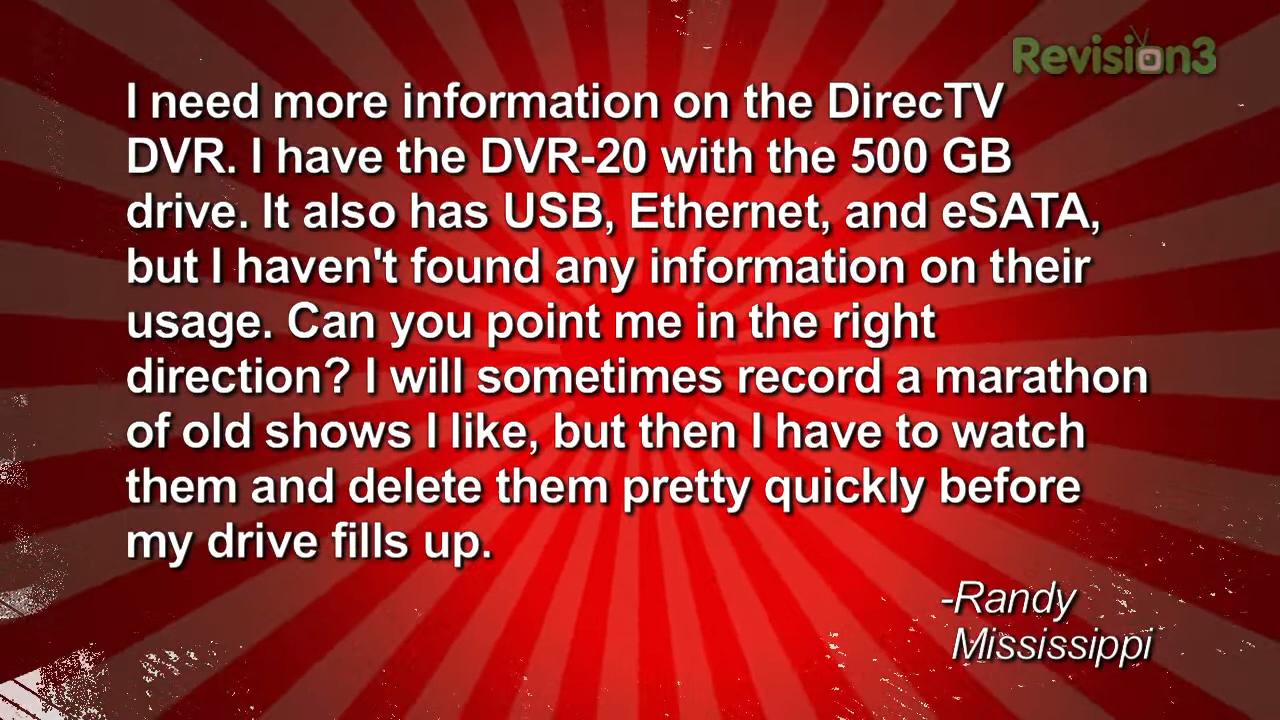 Revision3
I need more information on the DirecTV
DVR. I have the DVR-20 with the 500 GB
drive. It also has USB, Ethernet, and eSATA,
but I haven't found any information on their
usage. Can you point me in the right
direction? I will sometimes record a marathon
of old shows I like, but then I have to watch
them and delete them pretty quickly before
my drive fills up.
-Randy
Mississippi